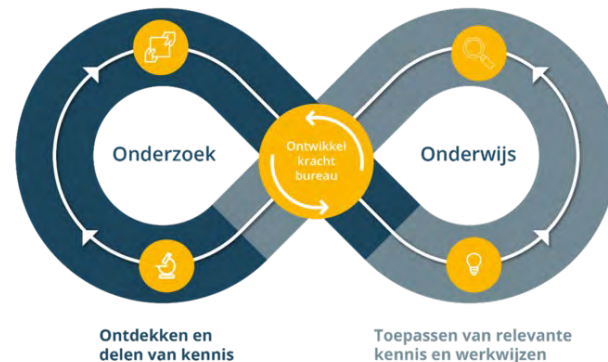 Onderzoek
Ontwikkel
kracht
bureau
Onderwijs
Ontdekken en
delen van kennis
Toepassen van relevante
kennis en werkwijzen